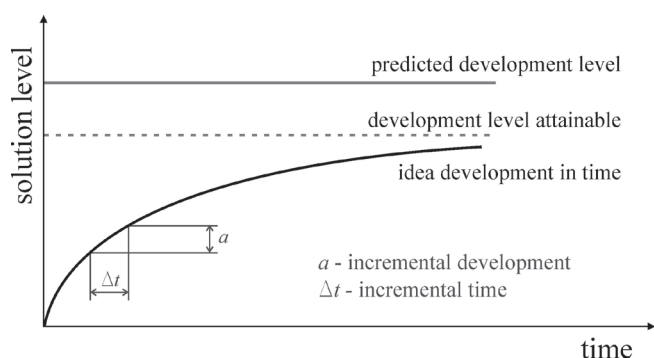 solution level
predicted development level
development level attainable
idea development in time
a
Δt
a - incremental development
Δt - incremental time
time